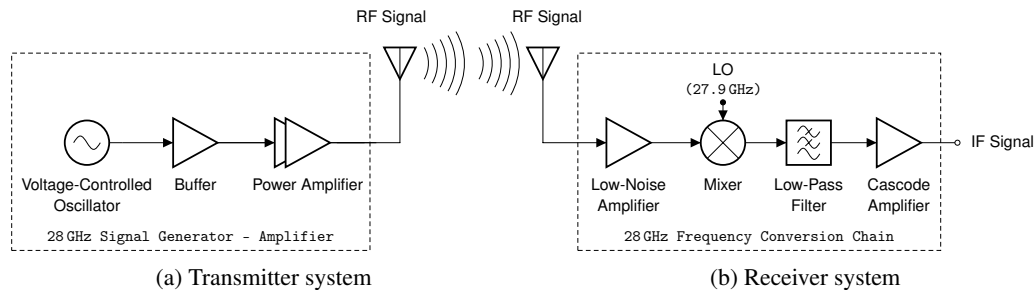 RF Signal
RF Signal
LO
(27.9 GHz)
IF Signal
Voltage-Controlled
Oscillator
Buffer
Power Amplifier
Low-Noise
Amplifier
Mixer
Low-Pass
Filter
Cascode
Amplifier
28 GHz Signal Generator - Amplifier
28 GHz Frequency Conversion Chain
(a) Transmitter system
(b) Receiver system